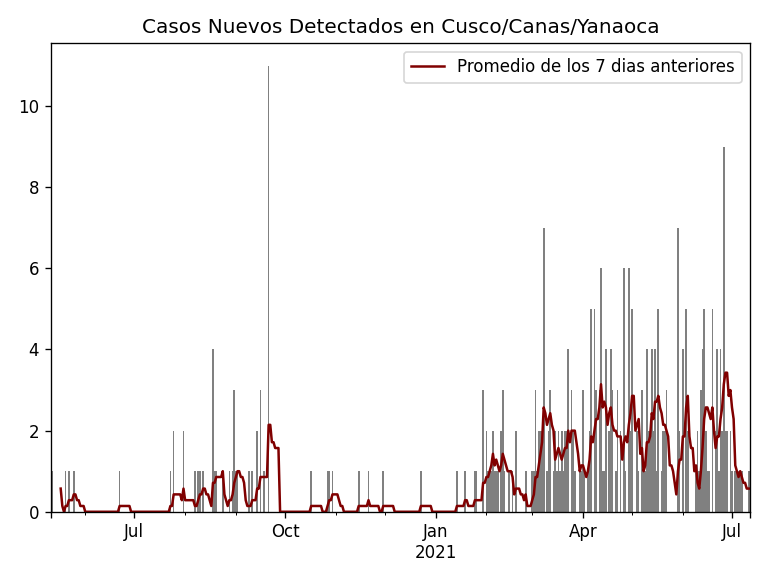 Casos Nuevos Detectados en Cusco/Canas/Yanaoca
Promedio de los 7 dias anteriores
10
8
6
4
2
0
Jul
Oct
Jan
2021
Apr
Jul